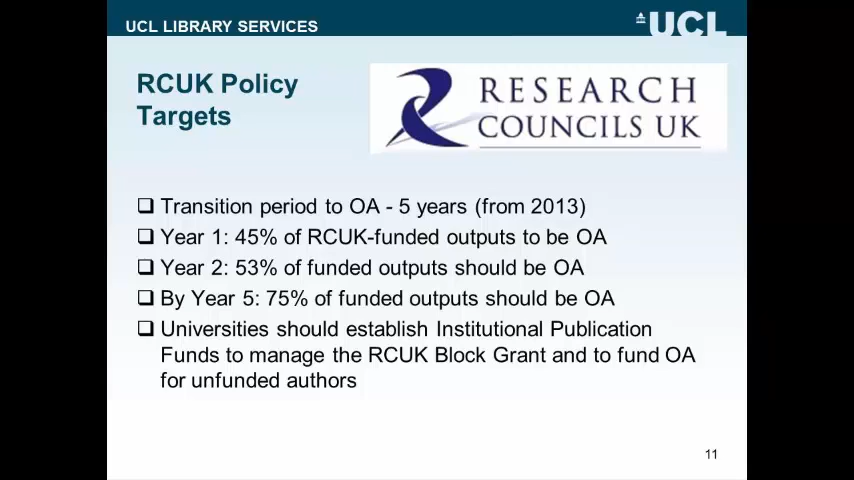 UCL LIBRARY SERVICES
UCL
RCUK Policy
Targets
RESEARCH
COUNCILS UK
❑ Transition period to OA - 5 years (from 2013)
❑ Year 1: 45% of RCUK-funded outputs to be OA
❑ Year 2: 53% of funded outputs should be OA
❑ By Year 5: 75% of funded outputs should be OA
❑ Universities should establish Institutional Publication
Funds to manage the RCUK Block Grant and to fund OA
for unfunded authors
11